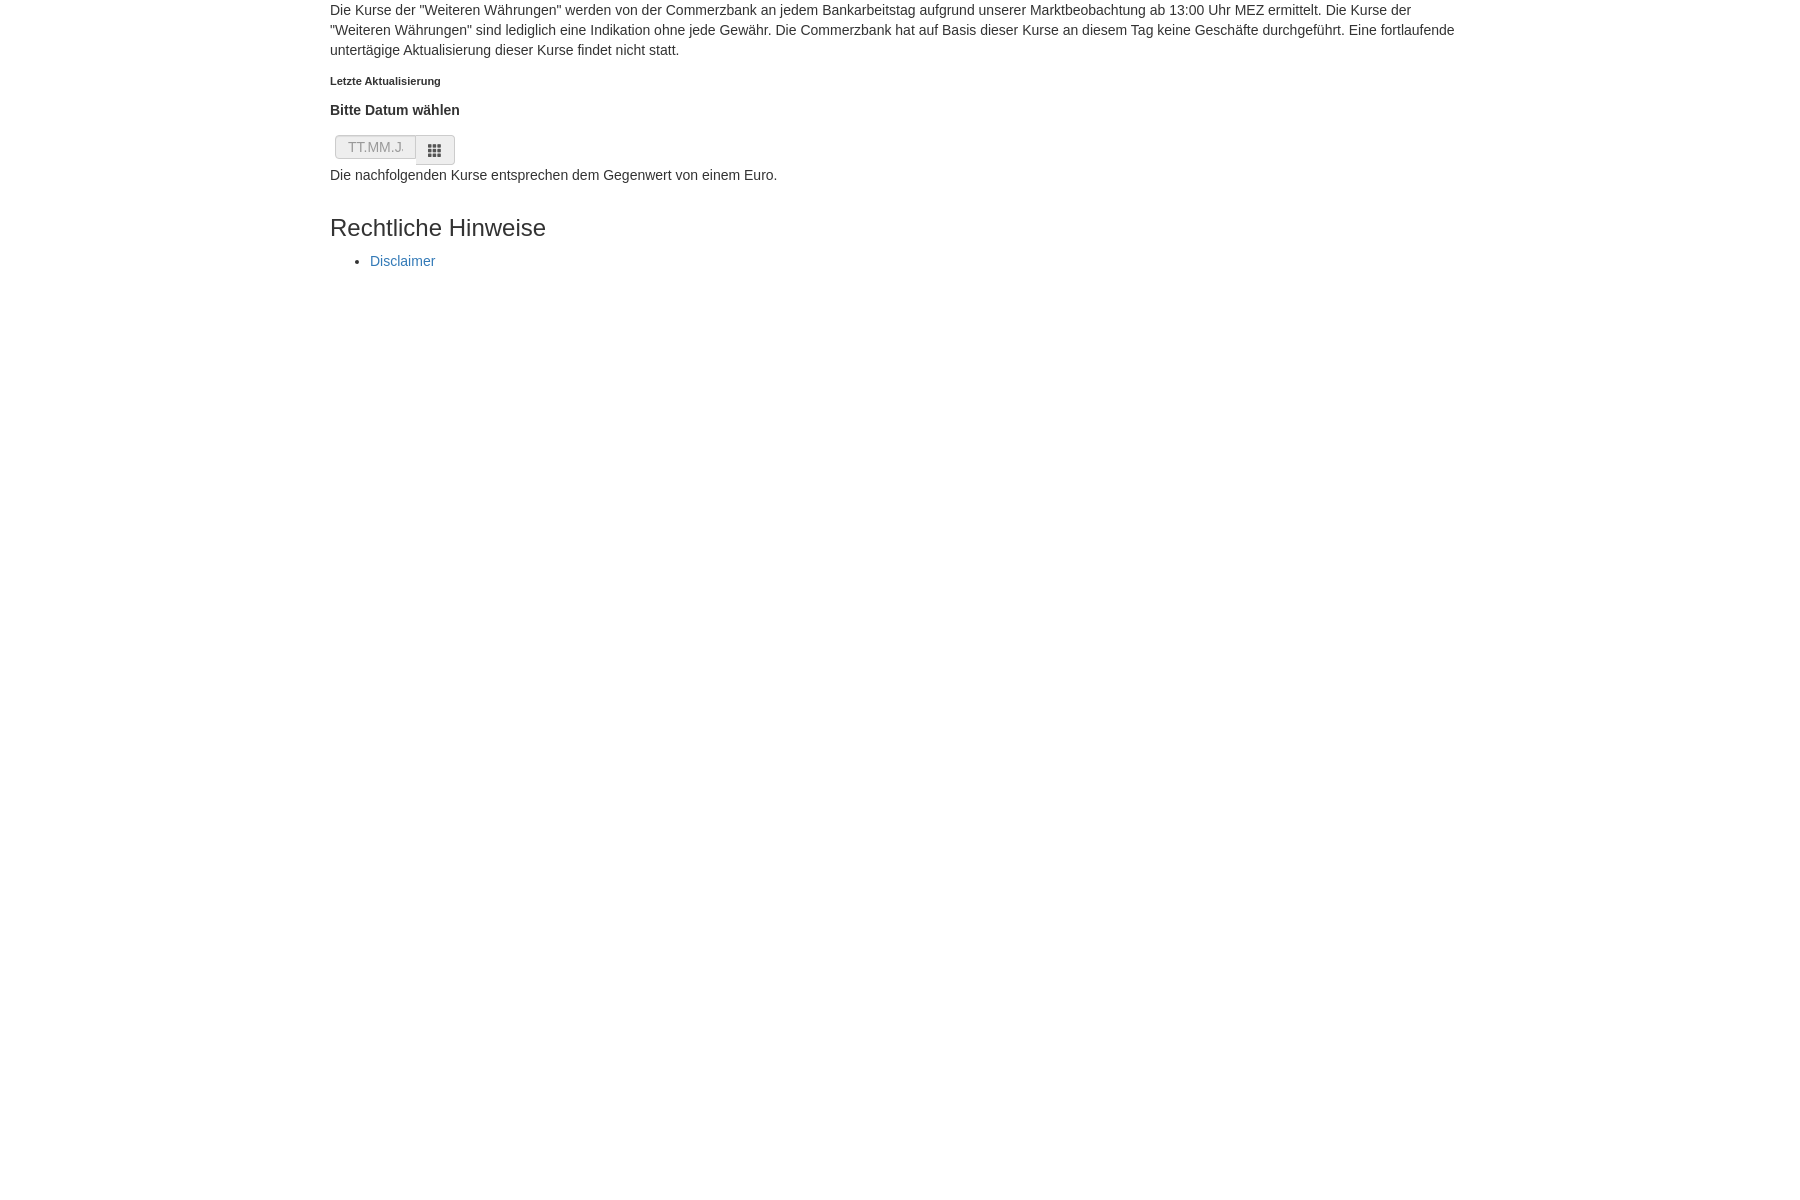 Die Kurse der "Weiteren Währungen" werden von der Commerzbank an jedem Bankarbeitstag aufgrund unserer Marktbeobachtung ab 13:00 Uhr MEZ ermittelt. Die Kurse der
"Weiteren Währungen" sind lediglich eine Indikation ohne jede Gewähr. Die Commerzbank hat auf Basis dieser Kurse an diesem Tag keine Geschäfte durchgeführt. Eine fortlaufende
untertägige Aktualisierung dieser Kurse findet nicht statt.
Letzte Aktualisierung
Bitte Datum wählen
TT.MM.J
Die nachfolgenden Kurse entsprechen dem Gegenwert von einem Euro.
Rechtliche Hinweise
Disclaimer